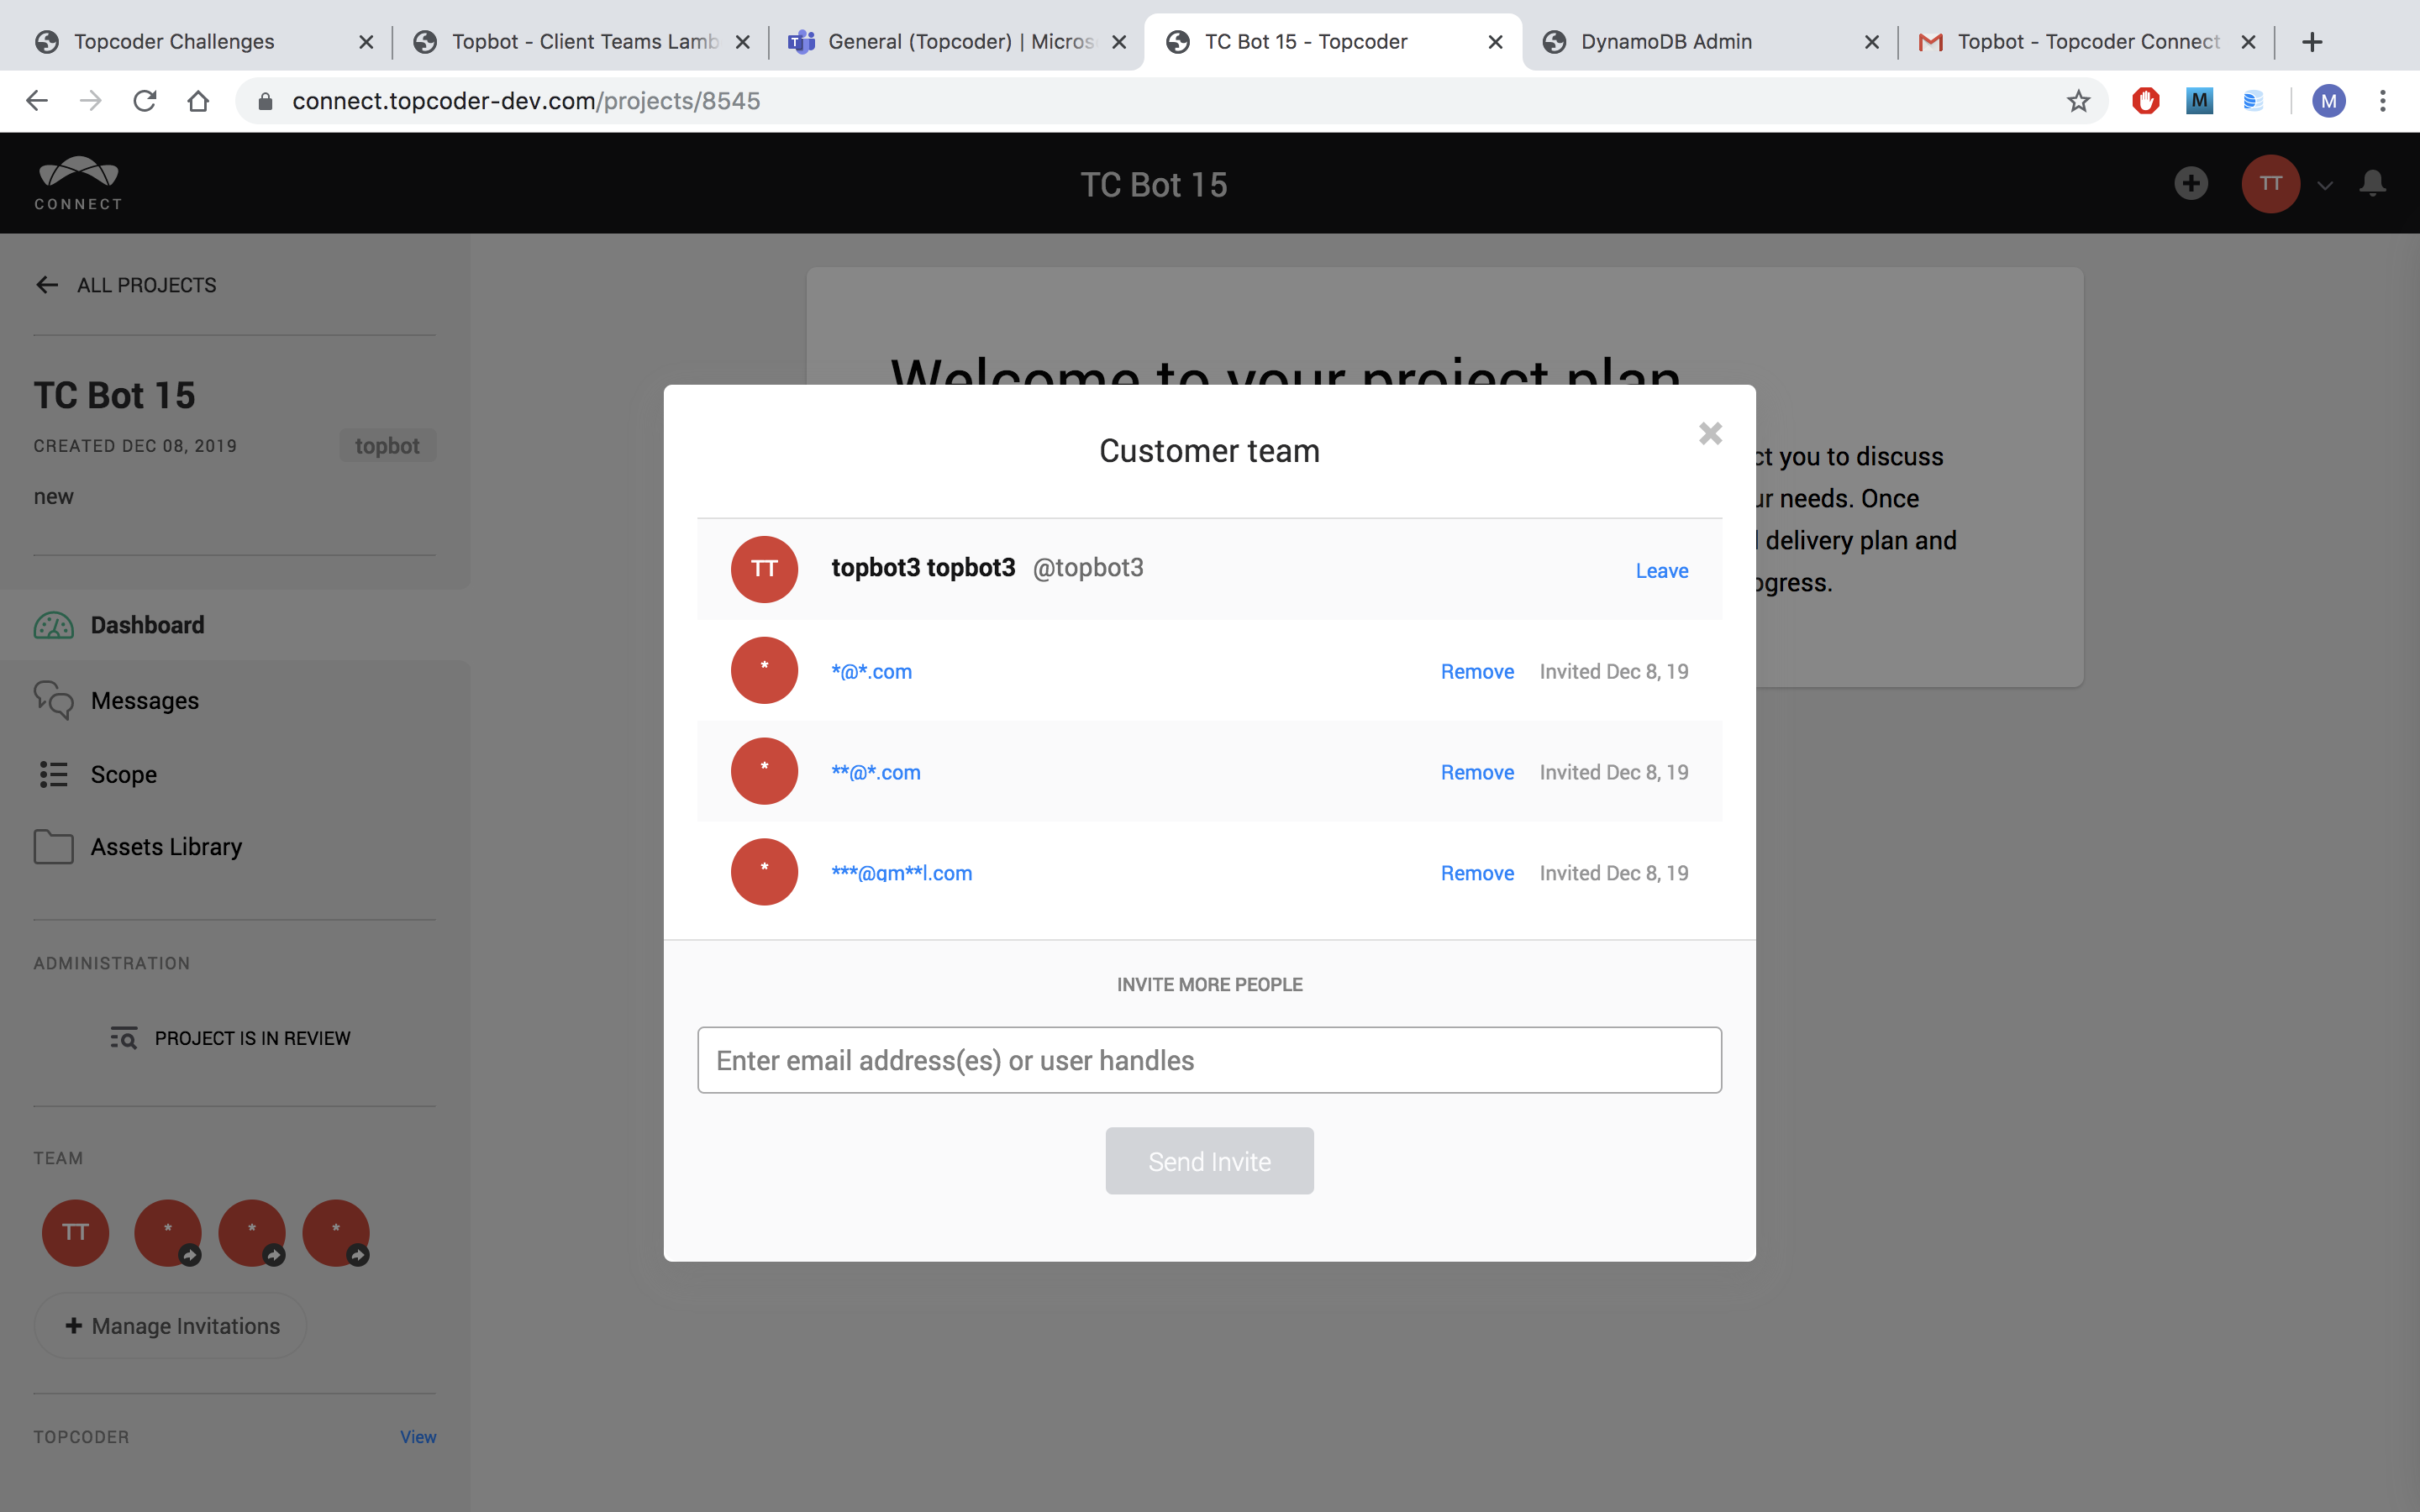 Topcoder Challenges
Topbot - Client Teams Lamb
General (Topcoder) | Micros
TC Bot 15 - Topcoder
DynamoDB Admin
Topbot - Topcoder Connect
connect.topcoder-dev.com/projects/8545
M
M
CONNECT
TC Bot 15
TT
ALL PROJECTS
TC Bot 15
CREATED DEC 08, 2019
topbot
new
Dashboard
Messages
Scope
Assets Library
ADMINISTRATION
PROJECT IS IN REVIEW
TEAM
TT
*
*
*
Manage Invitations
TOPCODER
View
Welcome to your project plan
ct you to discuss
ur needs. Once
delivery plan and
ogress.
Customer team
TT
topbot3 topbot3 @topbot3
Leave
*
*@*.com
Remove
Invited Dec 8, 19
*
**@*.com
Remove
Invited Dec 8, 19
*
***@gm**l.com
Remove
Invited Dec 8, 19
INVITE MORE PEOPLE
Enter email address(es) or user handles
Send Invite